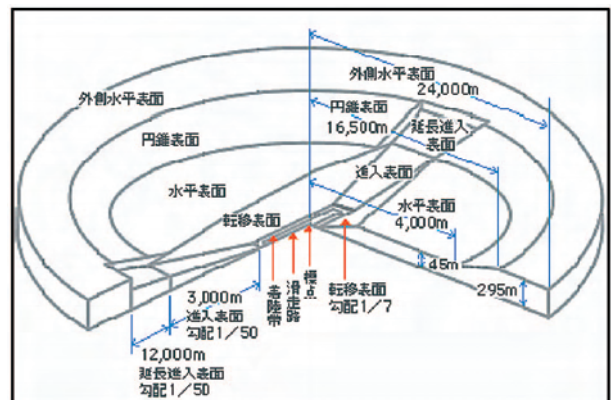 外側水平表面
24,000m
外側水平表面
円錐表面
16,500m
延長進入
表面
円錐表面
進入表面
水平表面
水平表面
4,000m
転移表面
45m
295m
3,000m
進入表面
勾配1/50
着陸帯
滑走路
標点
転移表面
勾配1/7
12,000m
延長進入表面
勾配1/50